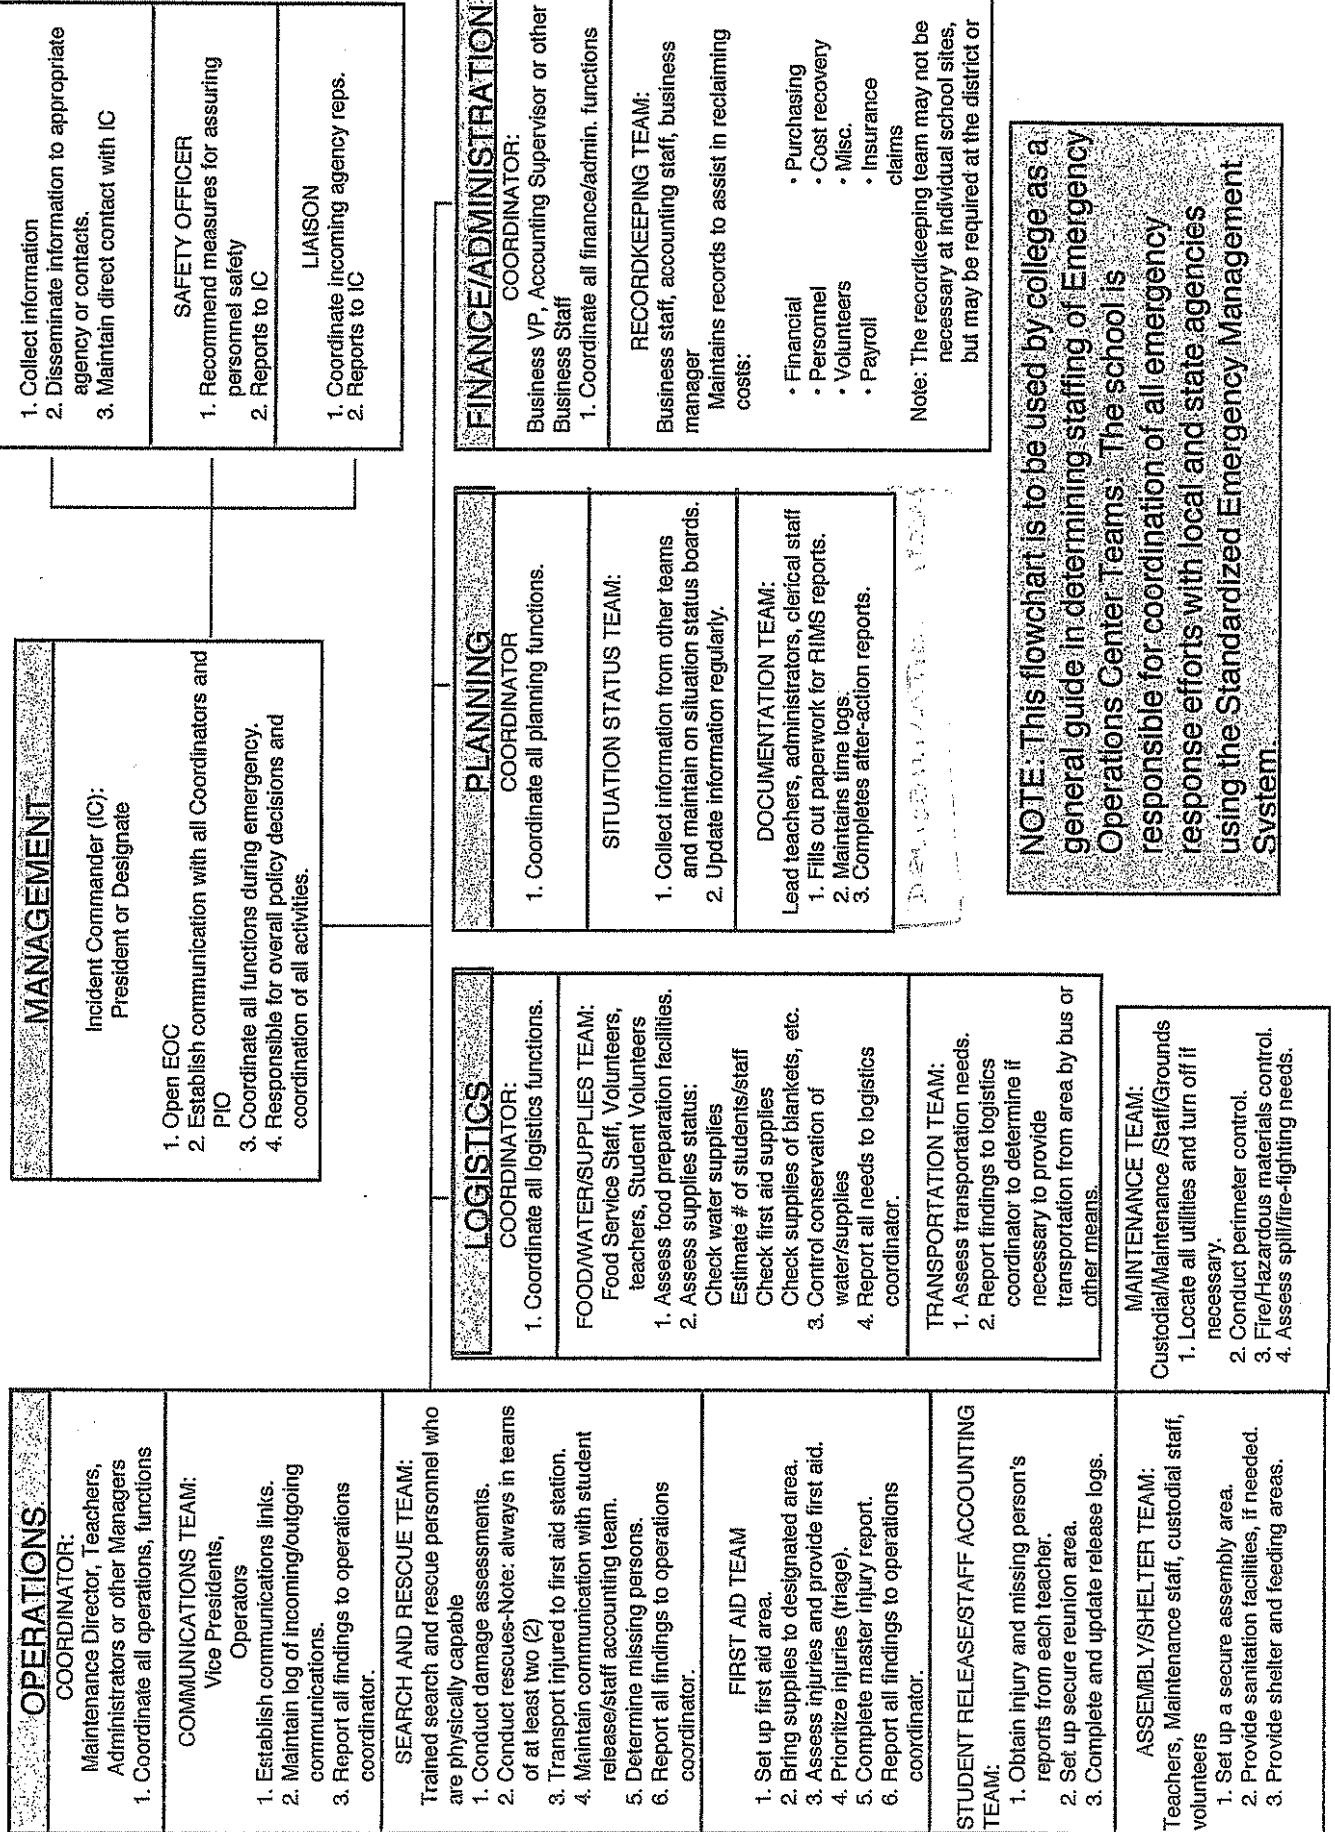 MANAGEMENT
Incident Commander (IC):
President or Designate
1. Open EOC
2. Establish communication with all Coordinators and
PIO
3. Coordinate all functions during emergency.
4. Responsible for overall policy decisions and
coordination of all activities.
1. Collect information
2. Disseminate information to appropriate
agency or contacts.
3. Maintain direct contact with IC
SAFETY OFFICER
1. Recommend measures for assuring
personnel safety
2. Reports to IC
LIAISON
1. Coordinate incoming agency reps.
2. Reports to IC
OPERATIONS
COORDINATOR:
Maintenance Director, Teachers,
Administrators or other Managers
1. Coordinate all operations, functions
COMMUNICATIONS TEAM:
Vice Presidents,
Operators
1. Establish communications links.
2. Maintain log of incoming/outgoing
communications.
3. Report all findings to operations
coordinator.
SEARCH AND RESCUE TEAM:
Trained search and rescue personnel who
are physically capable
1. Conduct damage assessments.
2. Conduct rescues-Note: always in teams
of at least two (2)
3. Transport injured to first aid station.
4. Maintain communication with student
release/staff accounting team.
5. Determine missing persons.
6. Report all findings to operations
coordinator.
FIRST AID TEAM
1. Set up first aid area.
2. Bring supplies to designated area.
3. Assess injuries and provide first aid.
4. Prioritize injuries (triage).
5. Complete master injury report.
6. Report all findings to operations
coordinator.
STUDENT RELEASE/STAFF ACCOUNTING
TEAM:
1. Obtain injury and missing person's
reports from each teacher.
2. Set up secure reunion area.
3. Complete and update release logs.
ASSEMBLY/SHELTER TEAM:
Teachers, Maintenance staff, custodial staff,
volunteers
1. Set up a secure assembly area.
2. Provide sanitation facilities, if needed.
3. Provide shelter and feeding areas.
LOGISTICS
COORDINATOR:
1. Coordinate all logistics functions.
FOOD/WATER/SUPPLIES TEAM:
Food Service Staff, Volunteers,
teachers, Student Volunteers
1. Assess food preparation facilities.
2. Assess supplies status:
Check water supplies
Estimate # of students/staff
Check first aid supplies
Check supplies of blankets, etc.
3. Control conservation of
water/supplies
4. Report all needs to logistics
coordinator.
TRANSPORTATION TEAM:
1. Assess transportation needs.
2. Report findings to logistics
coordinator to determine if
necessary to provide
transportation from area by bus or
other means.
MAINTENANCE TEAM:
Custodial/Maintenance /Staff/Grounds
1. Locate all utilities and turn off if
necessary.
2. Conduct perimeter control.
3. Fire/Hazardous materials control.
4. Assess spill/fire-fighting needs.
PLANNING
COORDINATOR
1. Coordinate all planning functions.
SITUATION STATUS TEAM:
1. Collect information from other teams
and maintain on situation status boards.
2. Update information regularly.
DOCUMENTATION TEAM:
Lead teachers, administrators, clerical staff
1. Fills out paperwork for RIMS reports.
2. Maintains time logs.
3. Completes after-action reports.
FINANCE/ADMINISTRATION
COORDINATOR:
Business VP, Accounting Supervisor or other
Business Staff
1. Coordinate all finance/admin. functions
RECORDKEEPING TEAM:
Business staff, accounting staff, business
manager
Maintains records to assist in reclaiming
costs:
• Financial • Purchasing
• Personnel • Cost recovery
• Volunteers • Misc.
• Payroll • Insurance
claims
Note: The recordkeeping team may not be
necessary at individual school sites,
but may be required at the district or
NOTE: This flowchart is to be used by college as a
general guide in determining staffing of Emergency
Operations Center Teams. The school is
responsible for coordination of all emergency
response efforts with local and state agencies
using the Standardized Emergency Management
System.